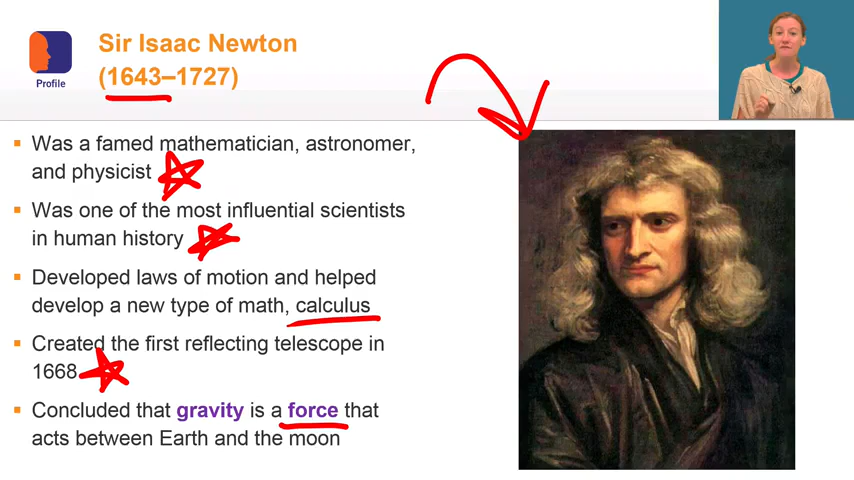 Sir Isaac Newton
(1643–1727)
Profile
Was a famed mathematician, astronomer,
and physicist
Was one of the most influential scientists
in human history
Developed laws of motion and helped
develop a new type of math, calculus
Created the first reflecting telescope in
1668
Concluded that gravity is a force that
acts between Earth and the moon